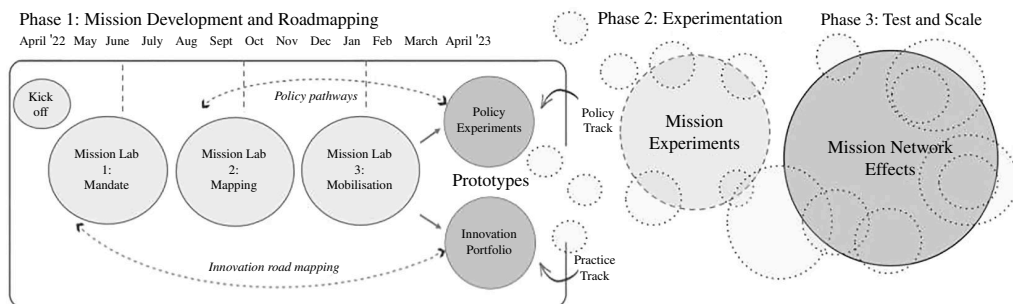 Phase 1: Mission Development and Roadmapping
April '22 May June July Aug Sept Oct Nov Dec Jan Feb March April '23
Kick
off
Mission Lab
1:
Mandate
Mission Lab
2:
Mapping
Mission Lab
3:
Mobilisation
Policy pathways
Innovation road mapping
Policy
Experiments
Prototypes
Innovation
Portfolio
Policy
Track
Practice
Track
Phase 2: Experimentation
Mission
Experiments
Phase 3: Test and Scale
Mission Network
Effects